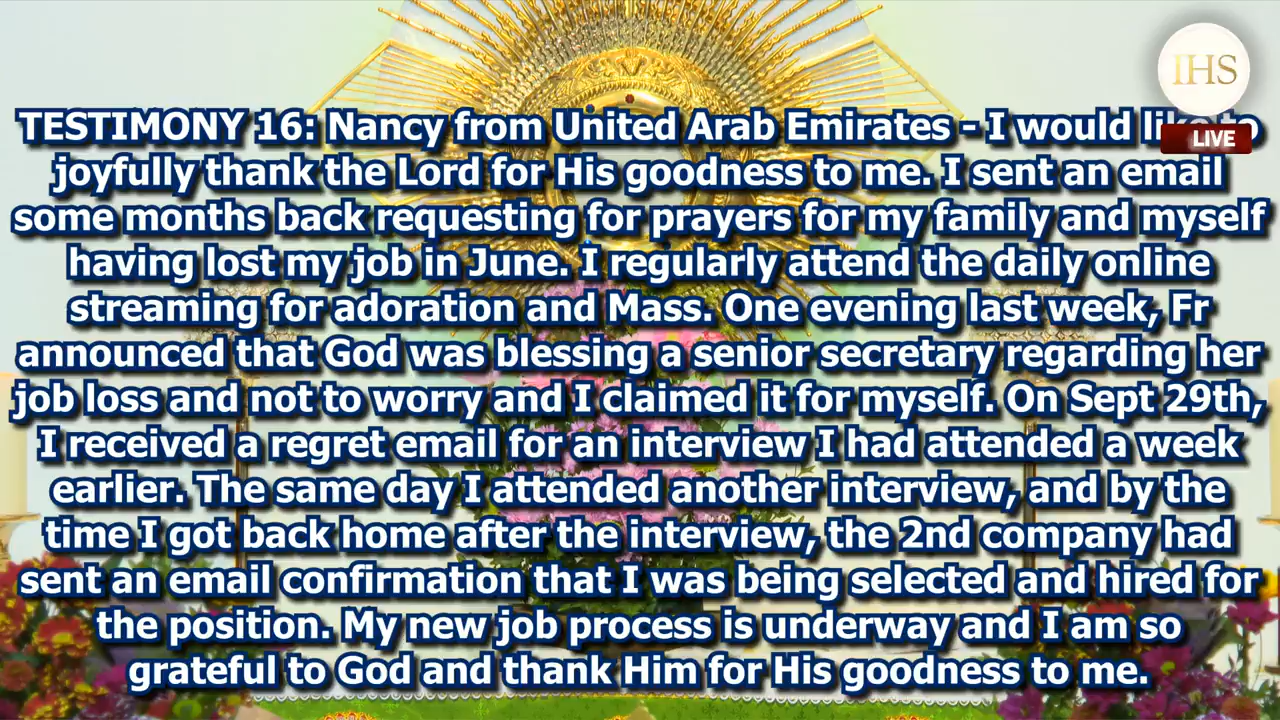 IHS
TESTIMONY 16: Nancy from United Arab Emirates - I would like to
LIVE
joyfully thank the Lord for His goodness to me. I sent an email
some months back requesting for prayers for my family and myself
having lost my job in June. I regularly attend the daily online
streaming for adoration and Mass. One evening last week, Fr
announced that God was blessing a senior secretary regarding her
job loss and not to worry and I claimed it for myself. On Sept 29th,
I received a regret email for an interview I had attended a week
earlier. The same day I attended another interview, and by the
time I got back home after the interview, the 2nd company had
sent an email confirmation that I was being selected and hired for
the position. My new job process is underway and I am so
grateful to God and thank Him for His goodness to me.